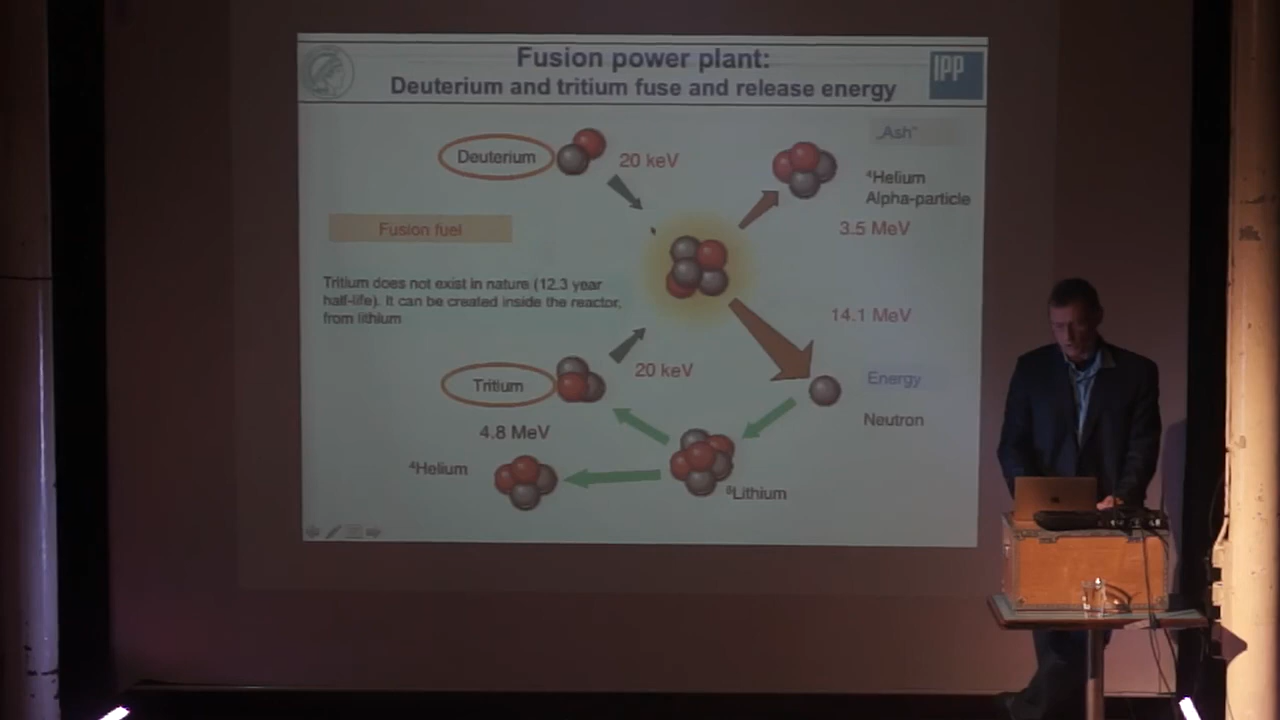 Fusion power plant:
Deuterium and tritium fuse and release energy
IPP
Deuterium
20 keV
„Ash“
⁴Helium
Alpha-particle
3.5 MeV
Fusion fuel
Tritium does not exist in nature (12.3 year
half-life). It can be created inside the reactor,
from lithium
14.1 MeV
20 keV
Tritium
Energy
Neutron
4.8 MeV
⁴Helium
⁶Lithium